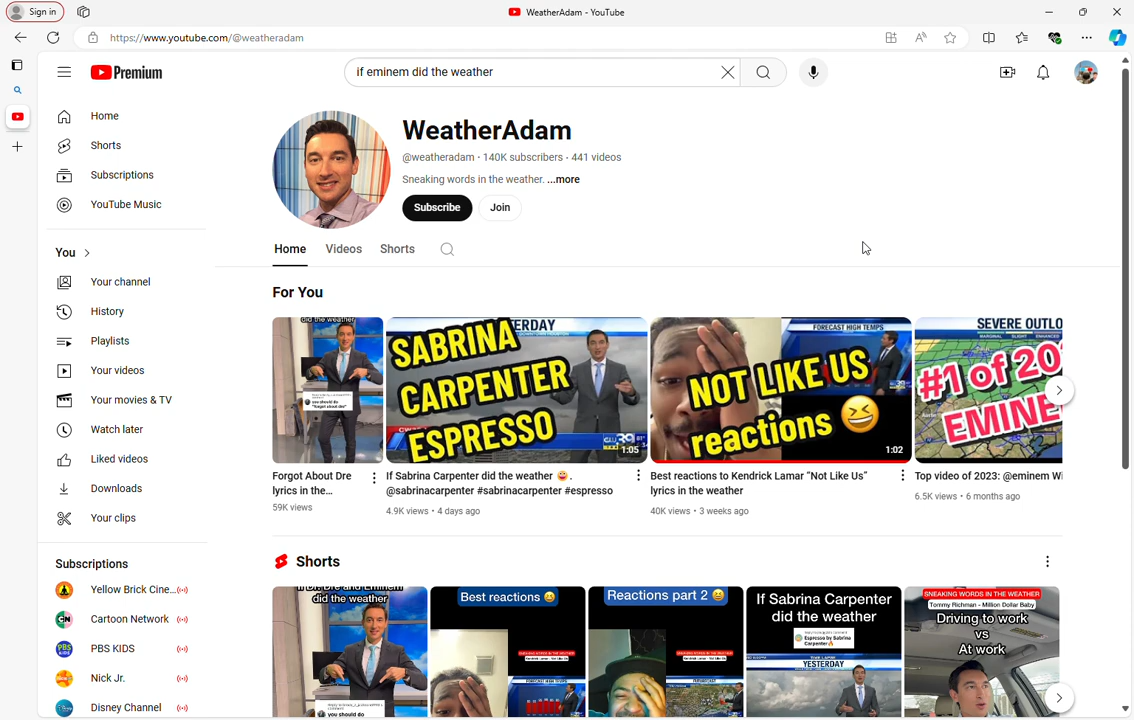 Sign in
WeatherAdam - YouTube
https://www.youtube.com/@weatheradam
Premium
if eminem did the weather
Home
Shorts
Subscriptions
YouTube Music
You
Your channel
History
Playlists
Your videos
Your movies & TV
Watch later
Liked videos
Downloads
Your clips
Subscriptions
Yellow Brick Cine...
Cartoon Network
PBS KIDS
Nick Jr.
Disney Channel
WeatherAdam
@weatheradam · 140K subscribers · 441 videos
Sneaking words in the weather. ...more
Subscribe
Join
Home
Videos
Shorts
For You
did the weather
Forgot About Dre
lyrics in the...
59K views
ERDAY
SABRINA
CARPENTER
ESPRESSO
CW39
1:05
If Sabrina Carpenter did the weather 😛.
@sabrinacarpenter #sabrinacarpenter #espresso
4.9K views • 4 days ago
FORECAST HIGH TEMPS
NOT LIKE US
reactions 😆
1:02
Best reactions to Kendrick Lamar "Not Like Us"
lyrics in the weather
40K views • 3 weeks ago
SEVERE OUTLO
#1 of 20
EMINE
Top video of 2023: @eminem Wi
6.5K views • 6 months ago
Shorts
If Dr. Dre and Eminem
did the weather
you should do
Best reactions 😆
Reactions part 2 😆
If Sabrina Carpenter
did the weather
Espresso by Sabrina
Carpenter
YESTERDAY
SNEAKING WORDS IN THE WEATHER
Tommy Richman - Million Dollar Baby
Driving to work
vs
At work